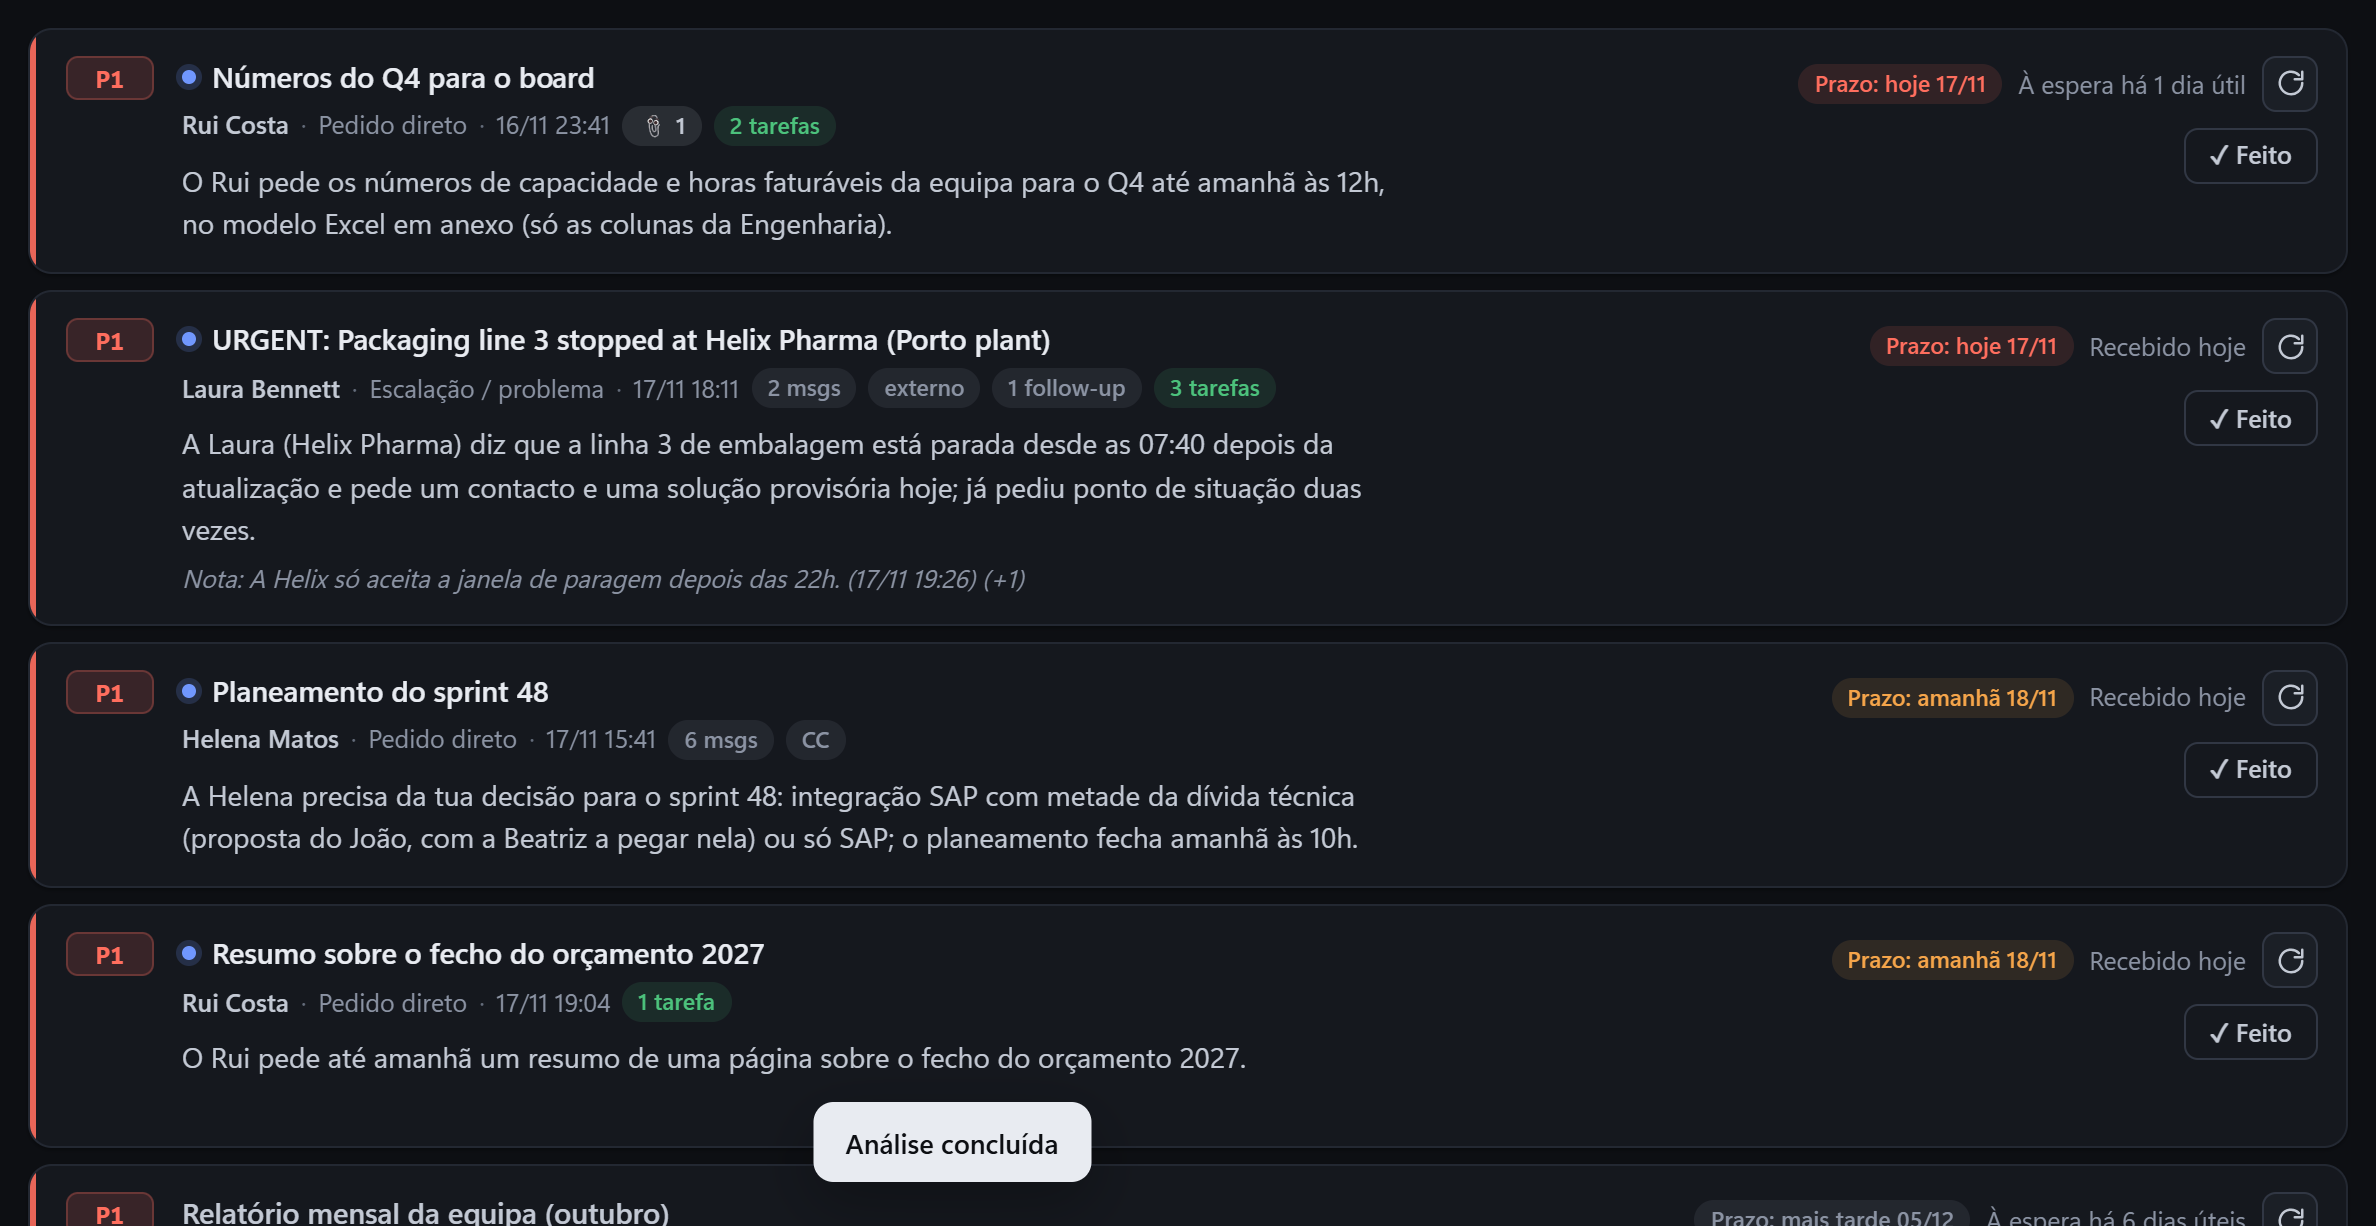 P1 Números do Q4 para o board Prazo: hoje 17/11 À espera há 1 dia útil
Rui Costa · Pedido direto · 16/11 23:41 1 2 tarefas
✓ Feito
O Rui pede os números de capacidade e horas faturáveis da equipa para o Q4 até amanhã às 12h,
no modelo Excel em anexo (só as colunas da Engenharia).
P1 URGENT: Packaging line 3 stopped at Helix Pharma (Porto plant) Prazo: hoje 17/11 Recebido hoje
Laura Bennett · Escalação / problema · 17/11 18:11 2 msgs externo 1 follow-up 3 tarefas
✓ Feito
A Laura (Helix Pharma) diz que a linha 3 de embalagem está parada desde as 07:40 depois da
atualização e pede um contacto e uma solução provisória hoje; já pediu ponto de situação duas
vezes.
Nota: A Helix só aceita a janela de paragem depois das 22h. (17/11 19:26) (+1)
P1 Planeamento do sprint 48 Prazo: amanhã 18/11 Recebido hoje
Helena Matos · Pedido direto · 17/11 15:41 6 msgs CC
✓ Feito
A Helena precisa da tua decisão para o sprint 48: integração SAP com metade da dívida técnica
(proposta do João, com a Beatriz a pegar nela) ou só SAP; o planeamento fecha amanhã às 10h.
P1 Resumo sobre o fecho do orçamento 2027 Prazo: amanhã 18/11 Recebido hoje
Rui Costa · Pedido direto · 17/11 19:04 1 tarefa
✓ Feito
O Rui pede até amanhã um resumo de uma página sobre o fecho do orçamento 2027.
Análise concluída
P1 Relatório mensal da equipa (outubro) Prazo: mais tarde 05/12 À espera há 6 dias úteis